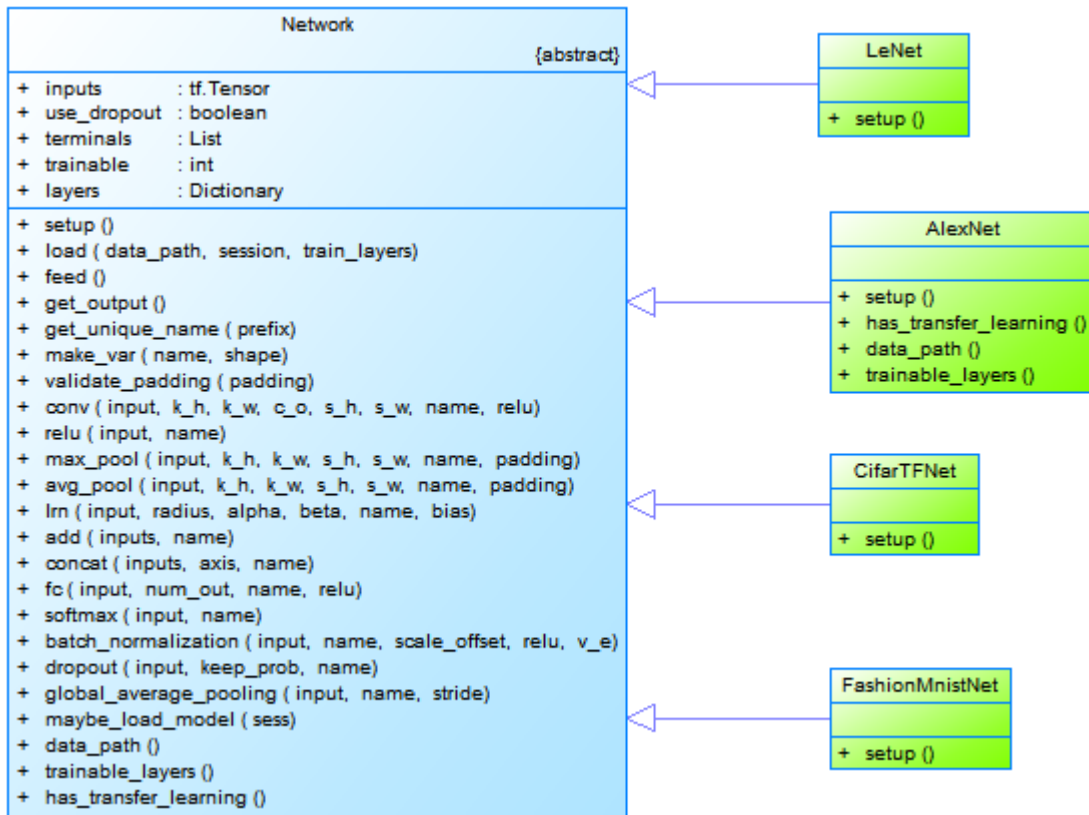 Network
{abstract}
+ inputs : tf.Tensor
+ use_dropout : boolean
+ terminals : List
+ trainable : int
+ layers : Dictionary
+ setup ()
+ load ( data_path, session, train_layers)
+ feed ()
+ get_output ()
+ get_unique_name ( prefix)
+ make_var ( name, shape)
+ validate_padding ( padding)
+ conv ( input, k_h, k_w, c_o, s_h, s_w, name, relu)
+ relu ( input, name)
+ max_pool ( input, k_h, k_w, s_h, s_w, name, padding)
+ avg_pool ( input, k_h, k_w, s_h, s_w, name, padding)
+ lrn ( input, radius, alpha, beta, name, bias)
+ add ( inputs, name)
+ concat ( inputs, axis, name)
+ fc ( input, num_out, name, relu)
+ softmax ( input, name)
+ batch_normalization ( input, name, scale_offset, relu, v_e)
+ dropout ( input, keep_prob, name)
+ global_average_pooling ( input, name, stride)
+ maybe_load_model ( sess)
+ data_path ()
+ trainable_layers ()
+ has_transfer_learning ()
LeNet
+ setup ()
AlexNet
+ setup ()
+ has_transfer_learning ()
+ data_path ()
+ trainable_layers ()
CifarTFNet
+ setup ()
FashionMnistNet
+ setup ()